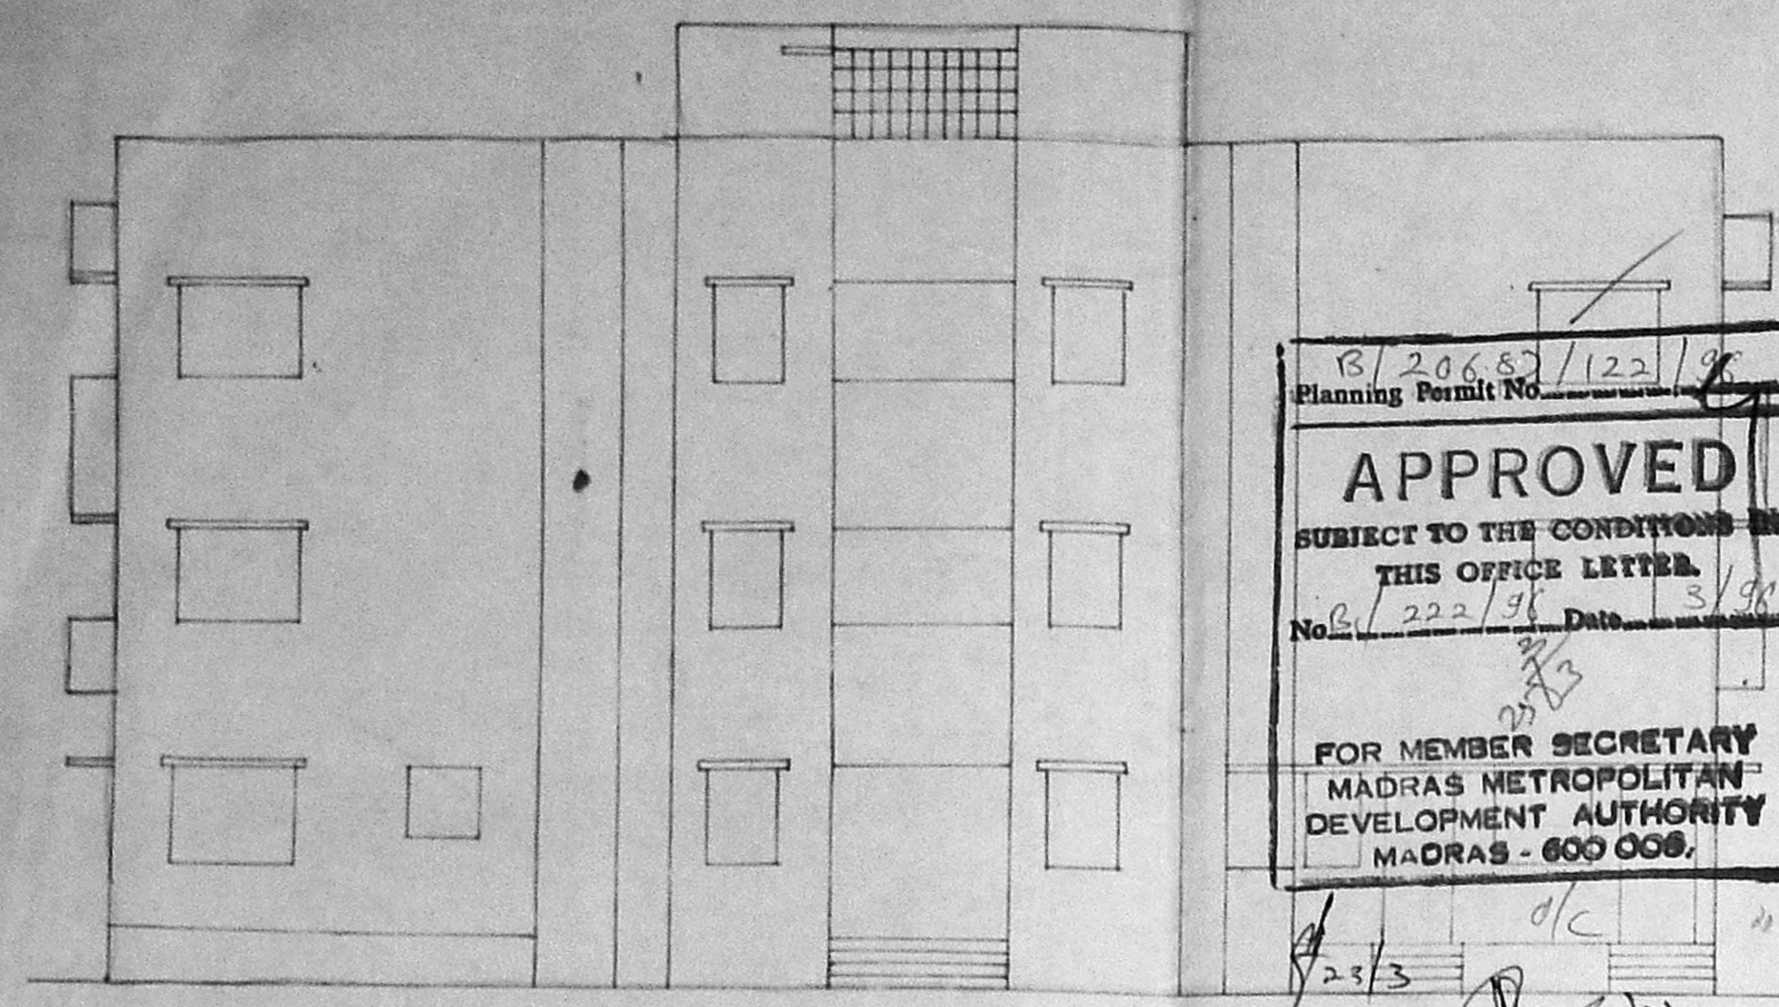 B/20682/122/96
Planning Permit No.
APPROVED
SUBJECT TO THE CONDITIONS IN
THIS OFFICE LETTER.
No B/222/96 Date 3/96
FOR MEMBER SECRETARY
MADRAS METROPOLITAN
DEVELOPMENT AUTHORITY
MADRAS - 600 008.
d/c
23/3